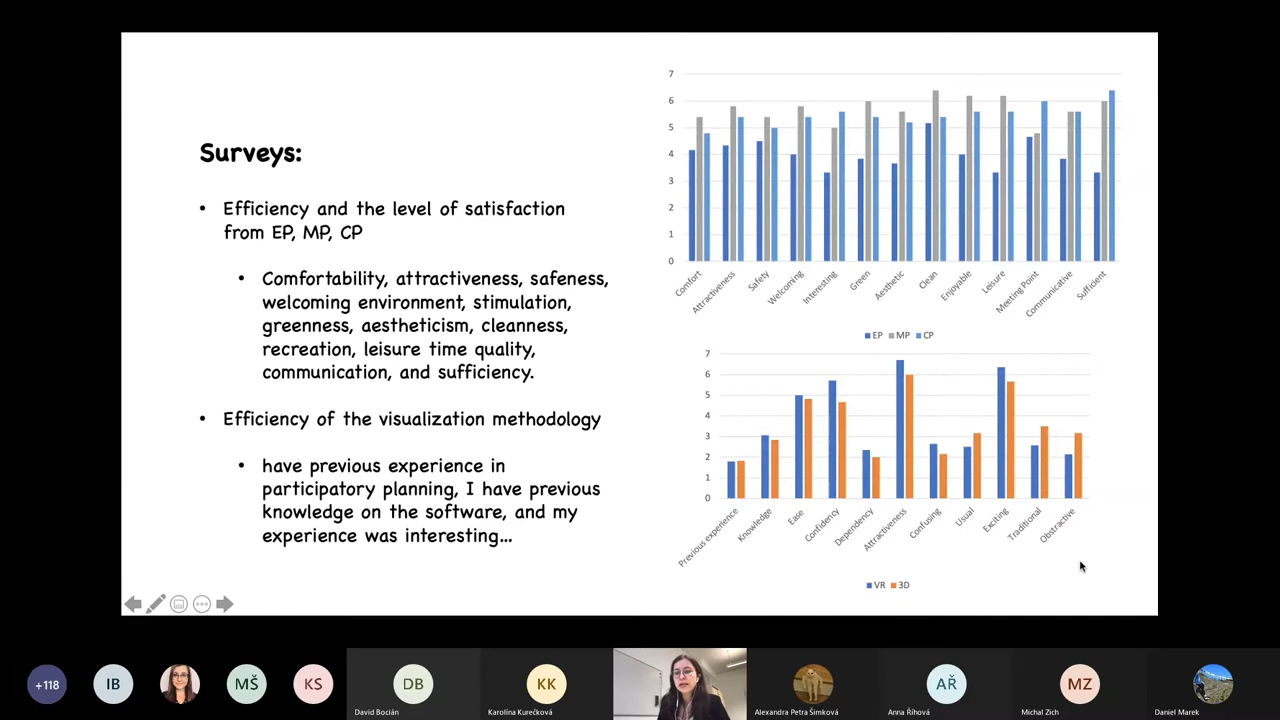 Surveys:
• Efficiency and the level of satisfaction
from EP, MP, CP
• Comfortability, attractiveness, safeness,
welcoming environment, stimulation,
greenness, aestheticism, cleanness,
recreation, leisure time quality,
communication, and sufficiency.
• Efficiency of the visualization methodology
• have previous experience in
participatory planning, I have previous
knowledge on the software, and my
experience was interesting...
7
6
5
4
3
2
1
0
Comfort
Attractiveness
Safety
Welcoming
Interesting
Green
Aesthetic
Clean
Enjoyable
Leisure
Meeting Point
Communicative
Sufficient
EP MP CP
7
6
5
4
3
2
1
0
Previous experience
Knowledge
Ease
Confidency
Dependency
Attractiveness
Confusing
Usual
Exciting
Traditional
Obstractive
VR 3D
+118
IB
MŠ
KS
DB
David Bocián
KK
Karolína Kurečková
Alexandra Petra Šimková
AŘ
Anna Říhová
MZ
Michal Zich
Daniel Marek